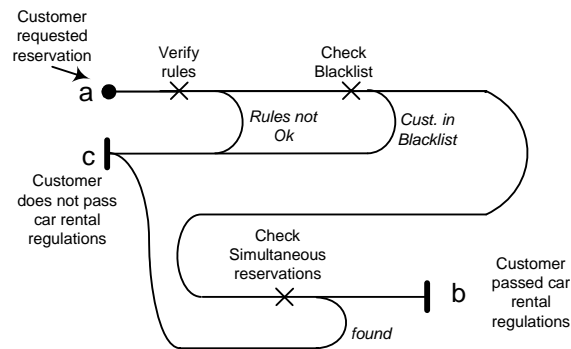 Customer
requested
reservation
a
Verify
rules
Check
Blacklist
Rules not
Ok
Cust. in
Blacklist
c
Customer
does not pass
car rental
regulations
Check
Simultaneous
reservations
b
Customer
passed car
rental
regulations
found